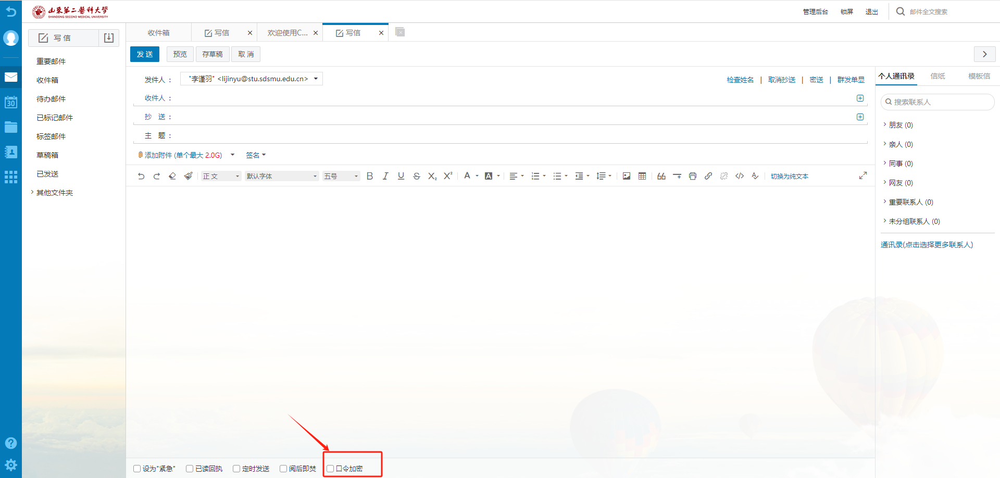 山东第二醫科大學
SHANDONG SECOND MEDICAL UNIVERSITY
管理后台 锁屏 退出 邮件全文搜索
写 信
收件箱 写信 欢迎使用C... 写信
发 送 预览 存草稿 取 消
重要邮件
收件箱
待办邮件
已标记邮件
标签邮件
草稿箱
已发送
其他文件夹
30
发件人 : "李谨羽" <lijinyu@stu.sdsmu.edu.cn>
检查姓名 | 取消抄送 | 密送 | 群发单显
收件人 :
抄 送 :
主 题 :
添加附件 (单个最大 2.0G) 签名
正 文 默认字体 五号 切换为纯文本
个人通讯录 信纸 模板信
搜索联系人
朋友 (0)
亲人 (0)
同事 (0)
网友 (0)
重要联系人 (0)
未分组联系人 (0)
通讯录(点击选择更多联系人)
设为"紧急" 已读回执 定时发送 阅后即焚 口令加密